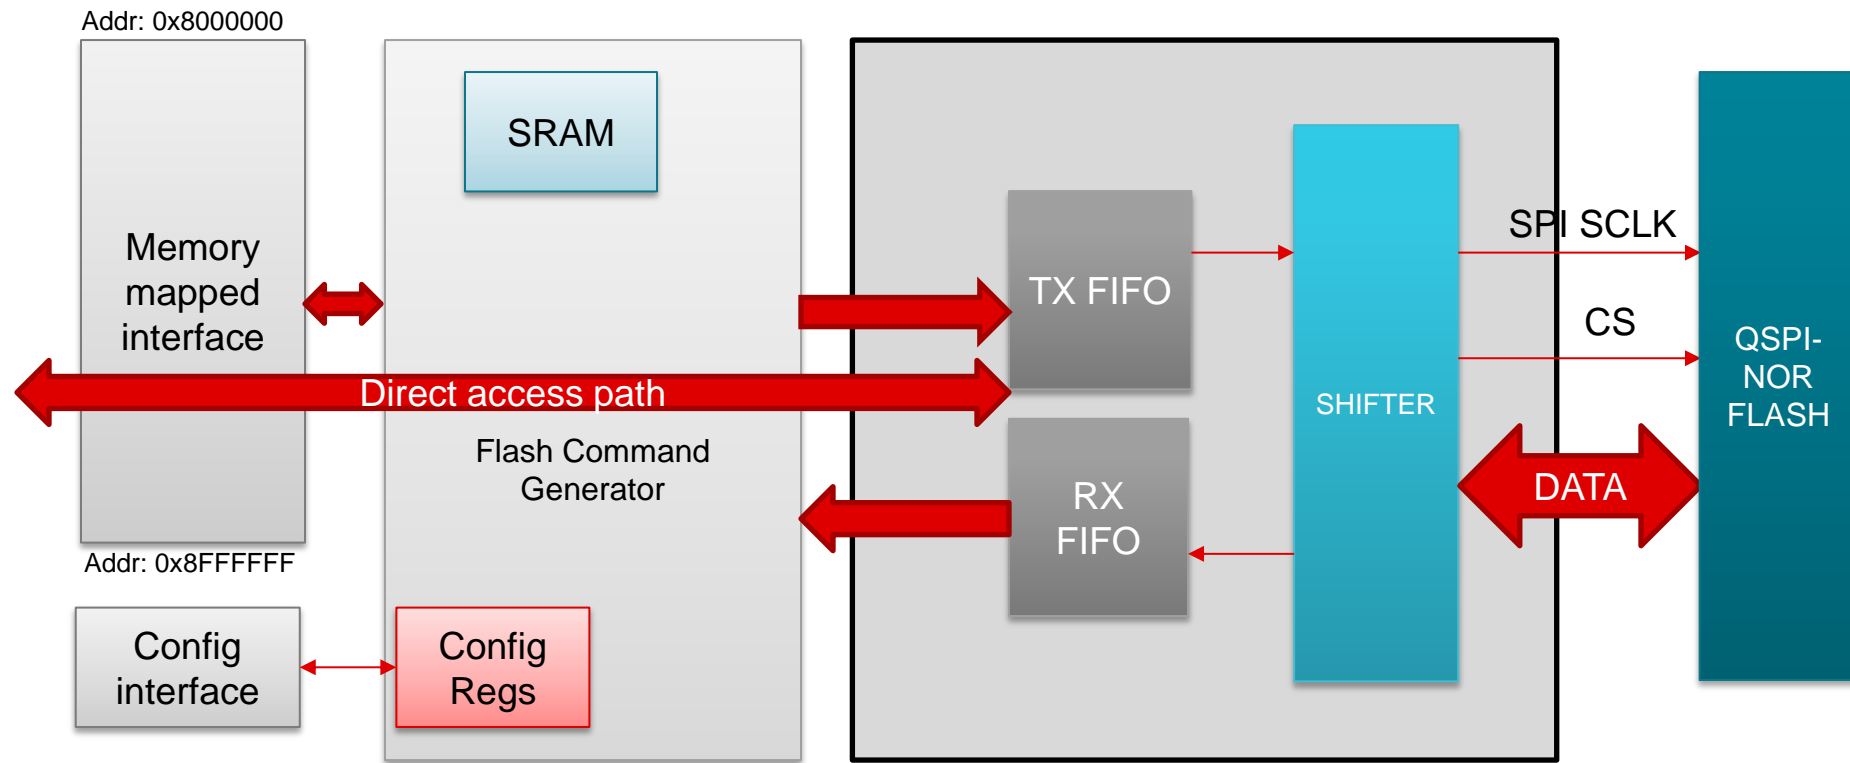 Addr: 0x8000000
Memory
mapped
interface
Addr: 0x8FFFFFF
Config
interface
SRAM
Direct access path
Flash Command
Generator
Config
Regs
TX FIFO
RX
FIFO
SHIFTER
SPI SCLK
CS
DATA
QSPI-
NOR
FLASH